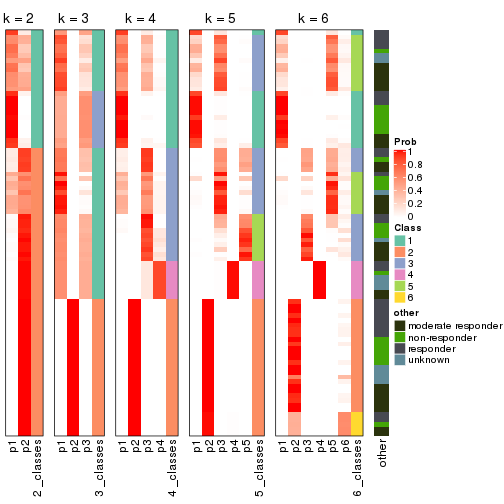 k = 2 k = 3 k = 4 k = 5 k = 6
Prob
1
0.8
0.6
0.4
0.2
0
Class
1
2
3
4
5
6
other
moderate responder
non-responder
responder
unknown
p1 p2 2_classes p1 p2 p3 3_classes p1 p2 p3 p4 4_classes p1 p2 p3 p4 p5 5_classes p1 p2 p3 p4 p5 p6 6_classes other